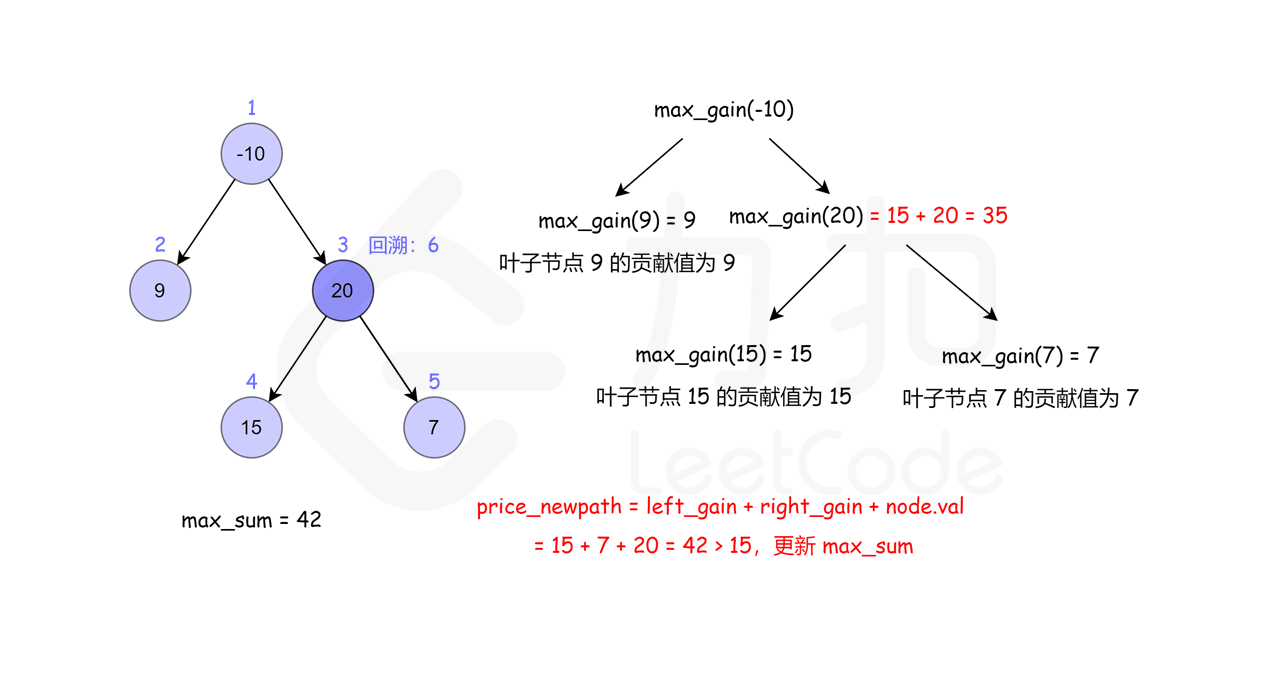 1
-10
2
3 回溯：6
9
20
4
5
15
7
max_sum = 42
max_gain(-10)
max_gain(9) = 9
max_gain(20) = 15 + 20 = 35
叶子节点 9 的贡献值为 9
max_gain(15) = 15
max_gain(7) = 7
叶子节点 15 的贡献值为 15
叶子节点 7 的贡献值为 7
price_newpath = left_gain + right_gain + node.val
= 15 + 7 + 20 = 42 > 15，更新 max_sum
力扣
LeetCode